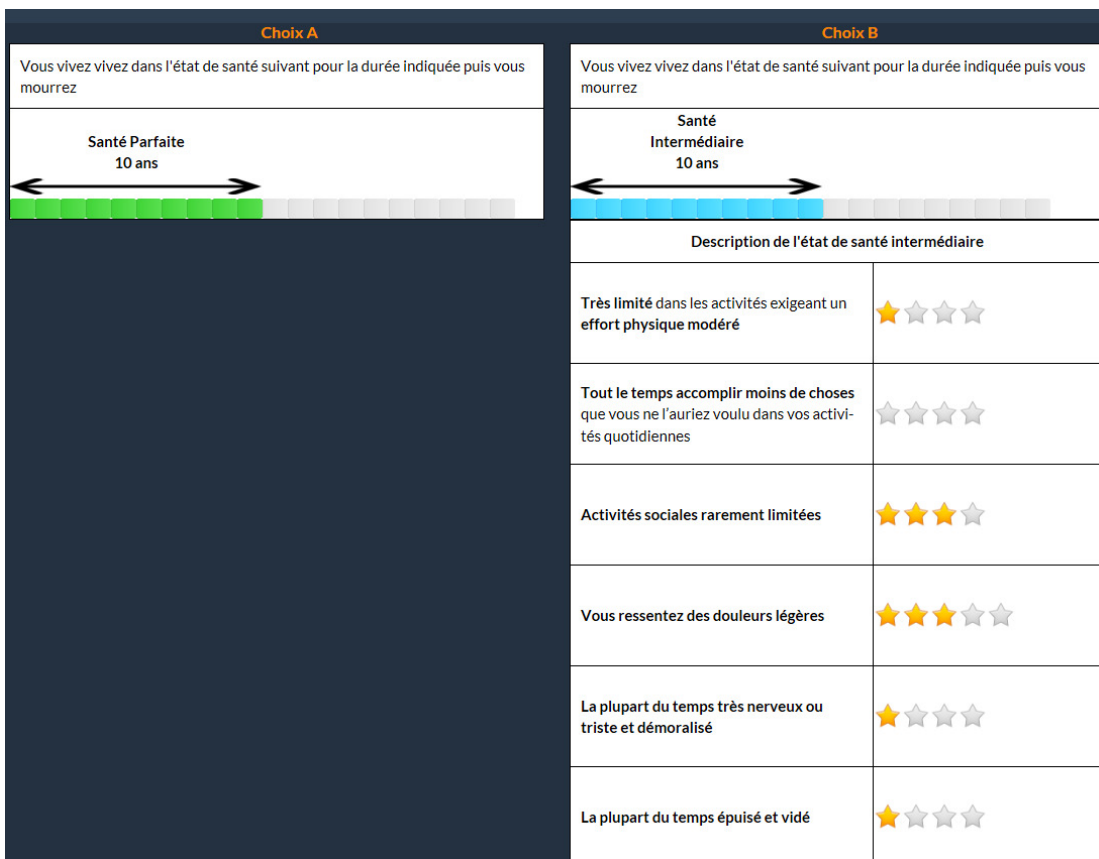 Choix A
Vous vivez vivez dans l'état de santé suivant pour la durée indiquée puis vous
mourrez
Santé Parfaite
10 ans
Choix B
Vous vivez vivez dans l'état de santé suivant pour la durée indiquée puis vous
mourrez
Santé
Intermédiaire
10 ans
Description de l'état de santé intermédiaire
Très limité dans les activités exigeant un
effort physique modéré
Tout le temps accomplir moins de choses
que vous ne l’auriez voulu dans vos activi-
tés quotidiennes
Activités sociales rarement limitées
Vous ressentez des douleurs légères
La plupart du temps très nerveux ou
triste et démoralisé
La plupart du temps épuisé et vidé